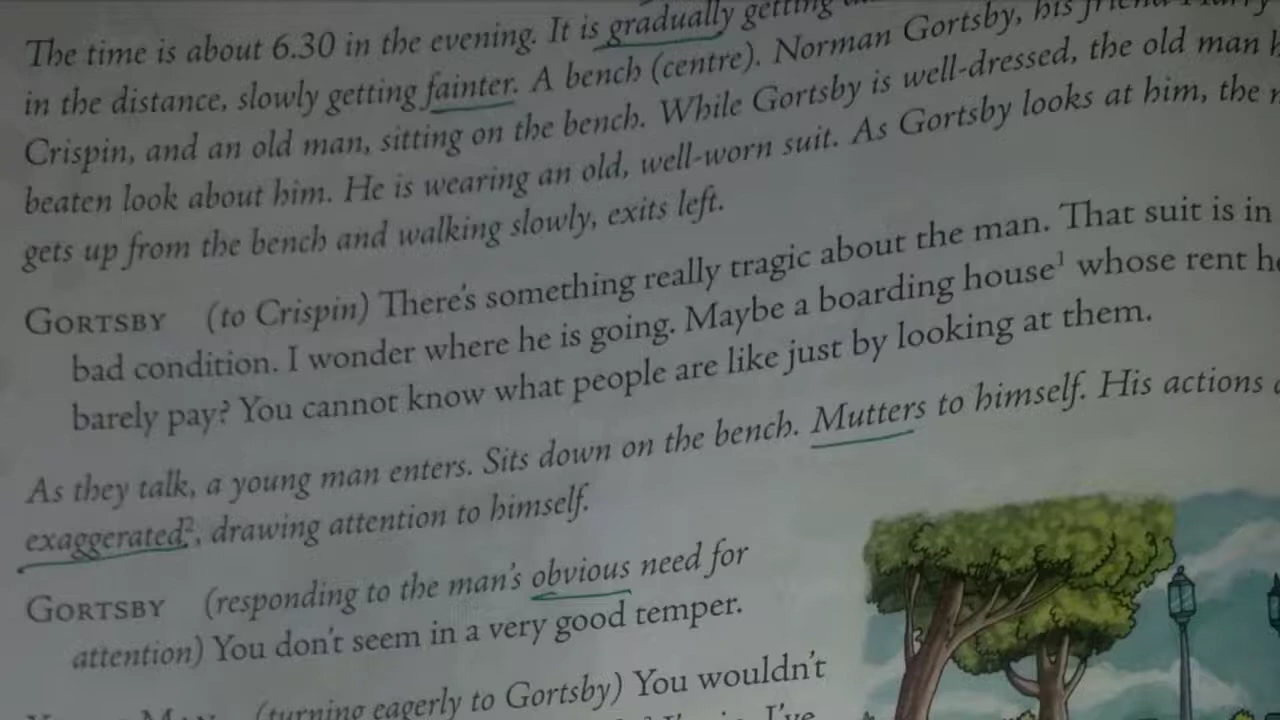 The time is about 6.30 in the evening. It is gradually getting
in the distance, slowly getting fainter. A bench (centre). Norman Gortsby, his friend
Crispin, and an old man, sitting on the bench. While Gortsby is well-dressed, the old man
beaten look about him. He is wearing an old, well-worn suit. As Gortsby looks at him, the
gets up from the bench and walking slowly, exits left.
GORTSBY (to Crispin) There's something really tragic about the man. That suit is in
bad condition. I wonder where he is going. Maybe a boarding house¹ whose rent he
barely pay? You cannot know what people are like just by looking at them.
As they talk, a young man enters. Sits down on the bench. Mutters to himself. His actions
exaggerated², drawing attention to himself.
GORTSBY (responding to the man's obvious need for
attention) You don't seem in a very good temper.
(turning eagerly to Gortsby) You wouldn't
I've